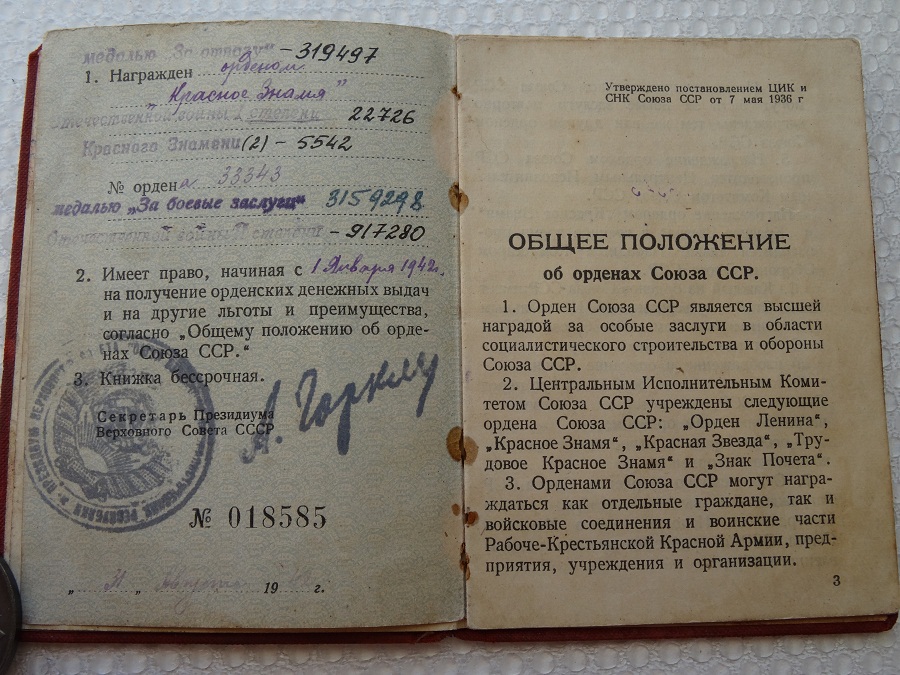 медалью „За отвагу" - 319497
1. Награжден орденом
„Красное Знамя"
Отечественной войны I степени 22726
Красного Знамени (2) - 5542
№ ордена 33343
медалью „За боевые заслуги" 3159298
Отечественной войны II степени - 917280
2. Имеет право, начиная с 1 Января 1942г.
на получение орденских денежных выдач
и на другие льготы и преимущества,
согласно „Общему положению об орде-
нах Союза ССР.“
3. Книжка бессрочная.
Секретарь Президиума
Верховного Совета СССР
А. Горкин
№ 018585
„ 31 „ Августа 19 г.
Утверждено постановлением ЦИК и
СНК Союза ССР от 7 мая 1936 г
ОБЩЕЕ ПОЛОЖЕНИЕ
об орденах Союза ССР.
1. Орден Союза ССР является высшей
наградой за особые заслуги в области
социалистического строительства и обороны
Союза ССР.
2. Центральным Исполнительным Коми-
тетом Союза ССР учреждены следующие
ордена Союза ССР: „Орден Ленина",
„Красное Знамя", „Красная Звезда", „Тру-
довое Красное Знамя" и „Знак Почета".
3. Орденами Союза ССР могут награ-
ждаться как отдельные граждане, так и
войсковые соединения и воинские части
Рабоче-Крестьянской Красной Армии, пред-
приятия, учреждения и организации.
3